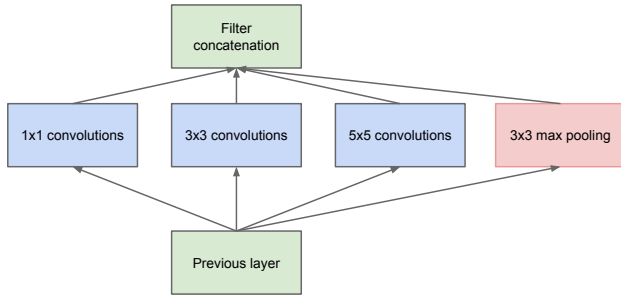 Filter
concatenation
1x1 convolutions
3x3 convolutions
5x5 convolutions
3x3 max pooling
Previous layer